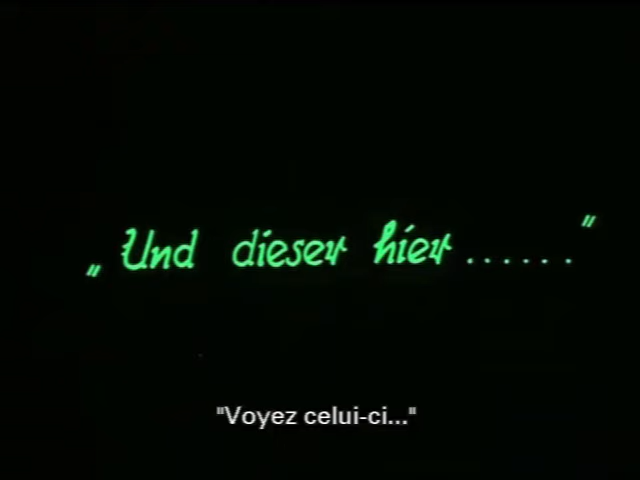 „Und dieser hier ......"
"Voyez celui-ci..."